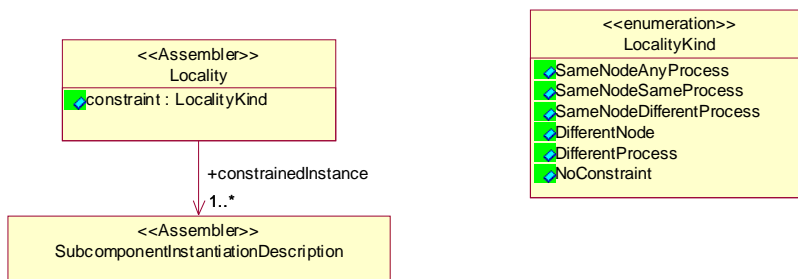 <<Assembler>>
Locality
constraint : LocalityKind
+constrainedInstance
1..*
<<Assembler>>
SubcomponentInstantiationDescription
<<enumeration>>
LocalityKind
SameNodeAnyProcess
SameNodeSameProcess
SameNodeDifferentProcess
DifferentNode
DifferentProcess
NoConstraint